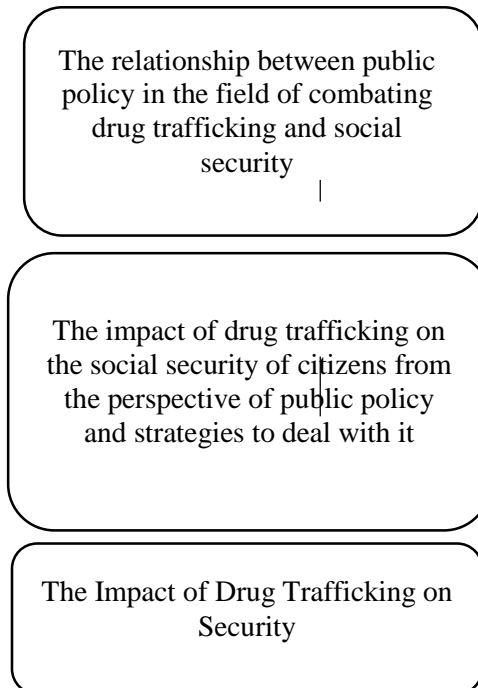 The relationship between public
policy in the field of combating
drug trafficking and social
security
The impact of drug trafficking on
the social security of citizens from
the perspective of public policy
and strategies to deal with it
The Impact of Drug Trafficking on
Security